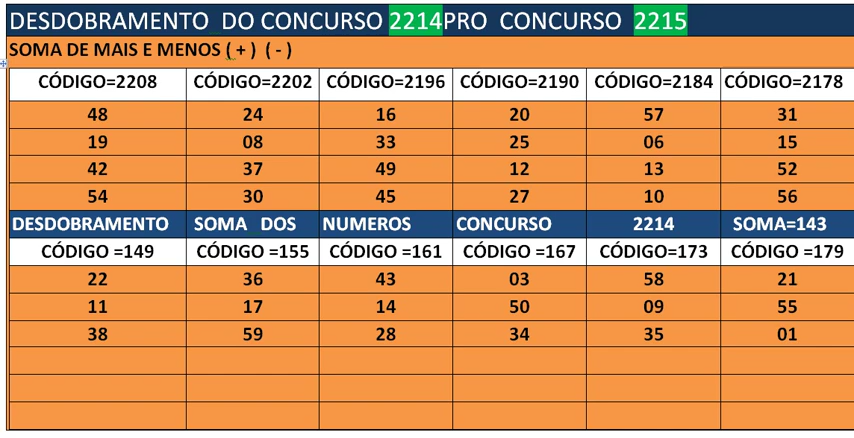 DESDOBRAMENTO DO CONCURSO 2214PRO CONCURSO 2215
SOMA DE MAIS E MENOS ( + ) ( - )
CÓDIGO=2208 CÓDIGO=2202 CÓDIGO=2196 CÓDIGO=2190 CÓDIGO=2184 CÓDIGO=2178
48 24 16 20 57 31
19 08 33 25 06 15
42 37 49 12 13 52
54 30 45 27 10 56
DESDOBRAMENTO SOMA DOS NUMEROS CONCURSO 2214 SOMA=143
CÓDIGO =149 CÓDIGO =155 CÓDIGO =161 CÓDIGO =167 CÓDIGO=173 CÓDIGO =179
22 36 43 03 58 21
11 17 14 50 09 55
38 59 28 34 35 01